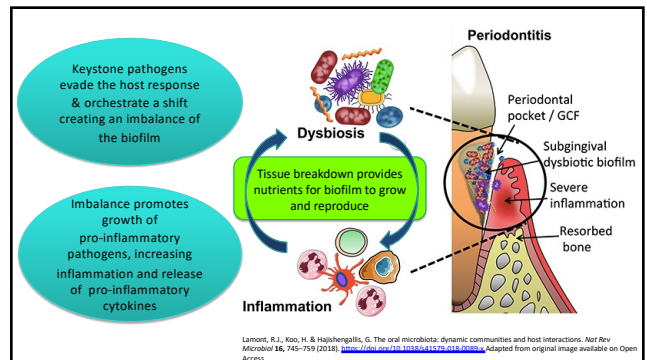 Keystone pathogens
evade the host response
& orchestrate a shift
creating an imbalance of
the biofilm
Imbalance promotes
growth of
pro-inflammatory
pathogens, increasing
inflammation and release
of pro-inflammatory
cytokines
Dysbiosis
Tissue breakdown provides
nutrients for biofilm to grow
and reproduce
Inflammation
Periodontitis
Periodontal
pocket / GCF
Subgingival
dysbiotic biofilm
Severe
inflammation
Resorbed
bone
Lamont, R.J., Koo, H. & Hajishengallis, G. The oral microbiota: dynamic communities and host interactions. Nat Rev
Microbiol 16, 745–759 (2018). https://doi.org/10.1038/s41579-018-0089-x Adapted from original image available on Open
Access